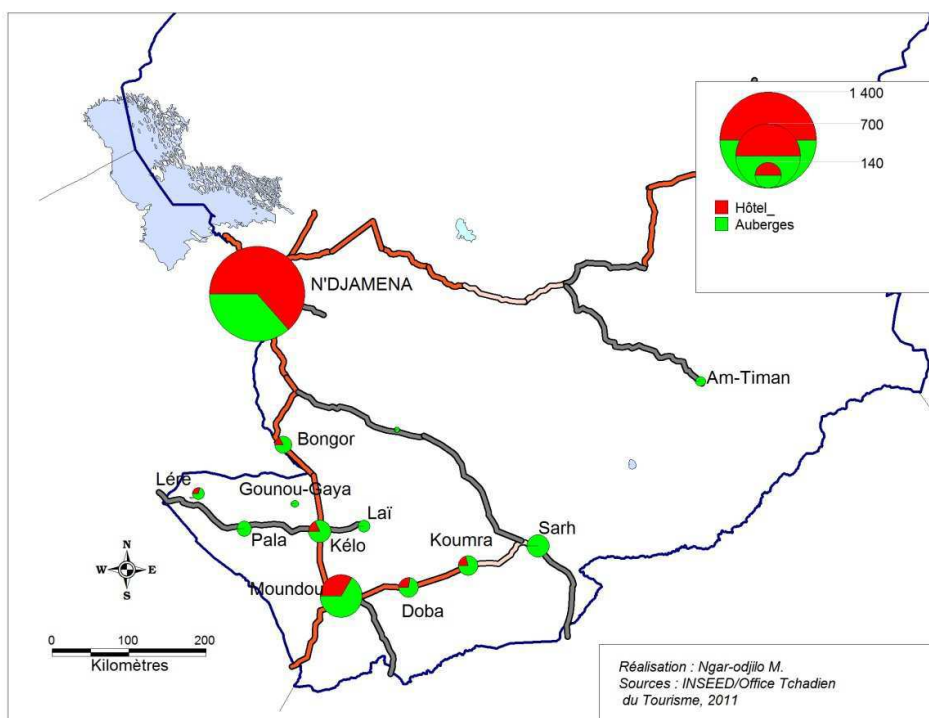 1 400
700
140
Hôtel_
Auberges
N'DJAMENA
Am-Timan
Bongor
Lére
Gounou-Gaya
Laï
Pala
Kélo
Koumra
Sarh
Moundou
Doba
N
W E
S
0 100 200
Kilomètres
Réalisation : Ngar-odjilo M.
Sources : INSEED/Office Tchadien
du Tourisme, 2011